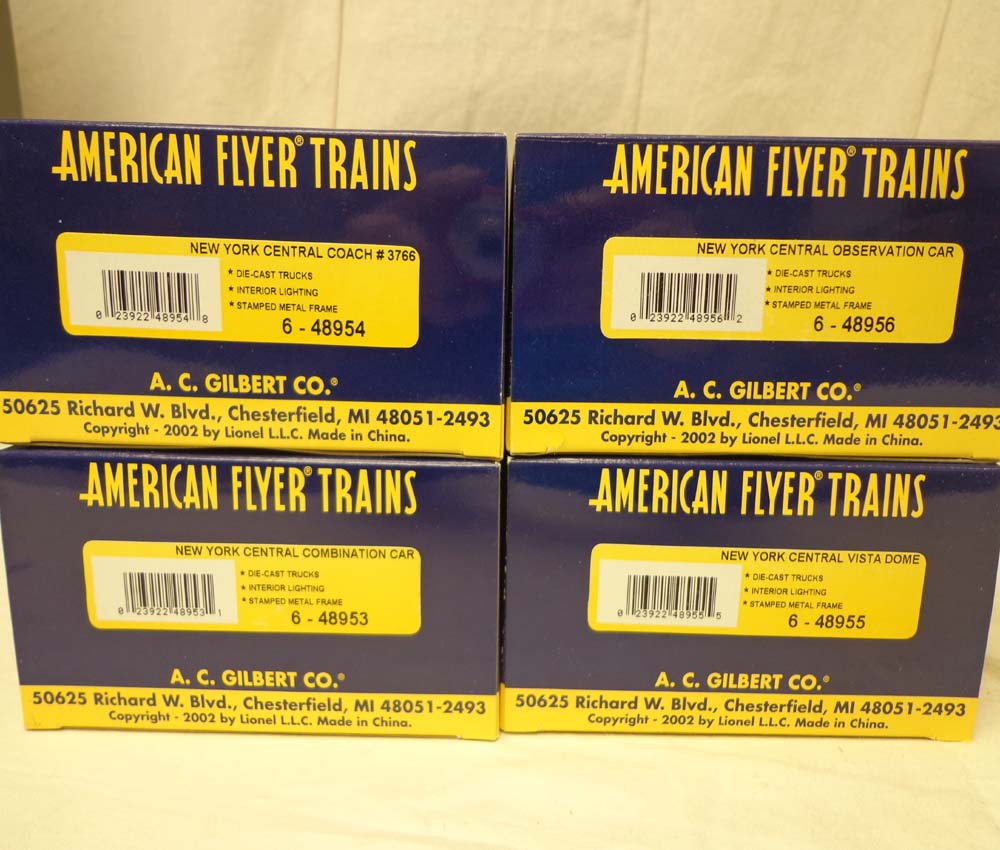 AMERICAN FLYER® TRAINS
NEW YORK CENTRAL COACH # 3766
* DIE-CAST TRUCKS
* INTERIOR LIGHTING
* STAMPED METAL FRAME
0 23922 48954 8
6 - 48954
A. C. GILBERT CO.®
50625 Richard W. Blvd., Chesterfield, MI 48051-2493
Copyright - 2002 by Lionel L.L.C. Made in China.
AMERICAN FLYER® TRAINS
NEW YORK CENTRAL OBSERVATION CAR
* DIE-CAST TRUCKS
* INTERIOR LIGHTING
* STAMPED METAL FRAME
0 23922 48956 2
6 - 48956
A. C. GILBERT CO.®
50625 Richard W. Blvd., Chesterfield, MI 48051-2493
Copyright - 2002 by Lionel L.L.C. Made in China.
AMERICAN FLYER® TRAINS
NEW YORK CENTRAL COMBINATION CAR
* DIE-CAST TRUCKS
* INTERIOR LIGHTING
* STAMPED METAL FRAME
0 23922 48953 1
6 - 48953
A. C. GILBERT CO.®
50625 Richard W. Blvd., Chesterfield, MI 48051-2493
Copyright - 2002 by Lionel L.L.C. Made in China.
AMERICAN FLYER® TRAINS
NEW YORK CENTRAL VISTA DOME
* DIE-CAST TRUCKS
* INTERIOR LIGHTING
* STAMPED METAL FRAME
0 23922 48955 5
6 - 48955
A. C. GILBERT CO.®
50625 Richard W. Blvd., Chesterfield, MI 48051-2493
Copyright - 2002 by Lionel L.L.C. Made in China.